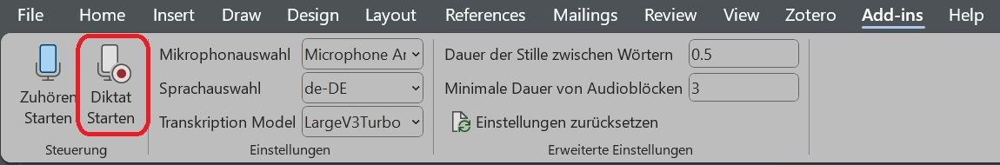 File Home Insert Draw Design Layout References Mailings Review View Zotero Add-ins Help
Zuhören Starten
Diktat Starten
Steuerung
Mikrophonauswahl Microphone Ar
Sprachauswahl de-DE
Transkription Model LargeV3Turbo
Einstellungen
Dauer der Stille zwischen Wörtern 0.5
Minimale Dauer von Audioblöcken 3
Einstellungen zurücksetzen
Erweiterte Einstellungen